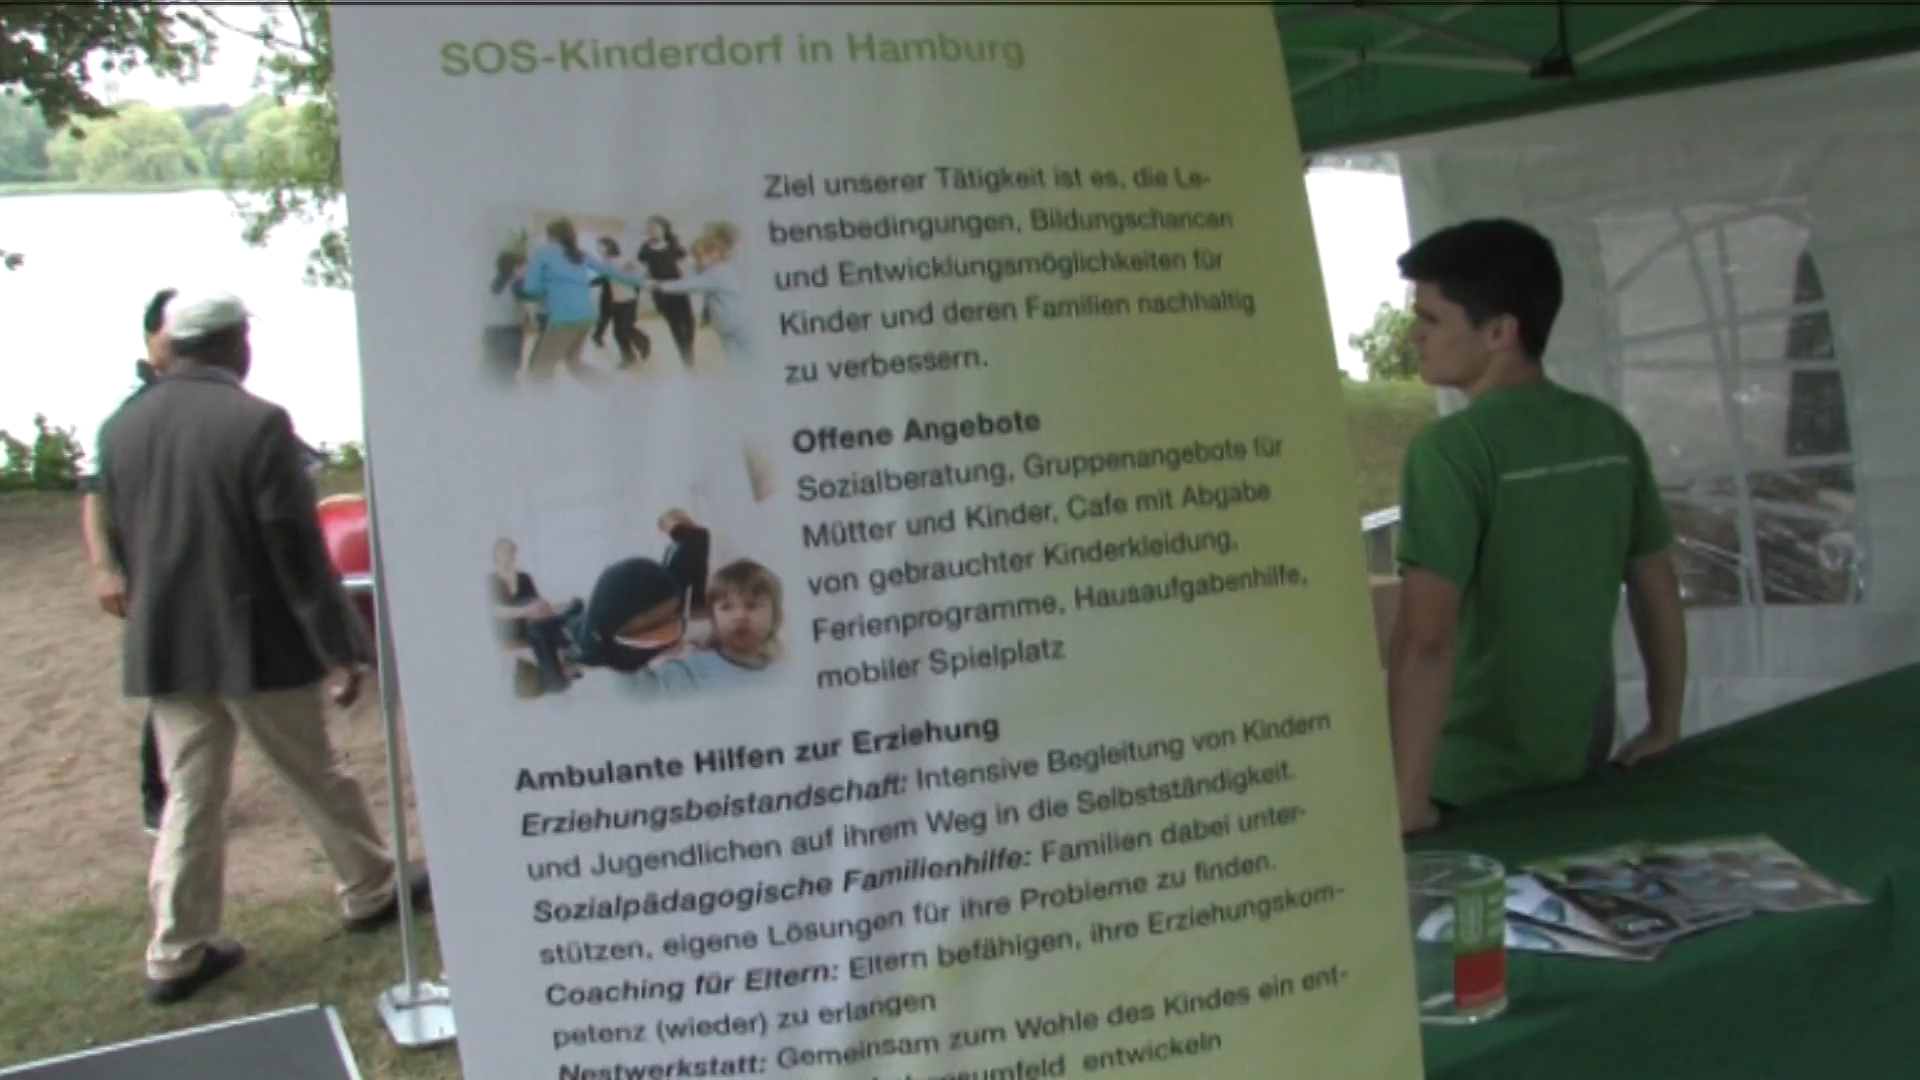 SOS-Kinderdorf in Hamburg
Ziel unserer Tätigkeit ist es, die Le-
bensbedingungen, Bildungschancen
und Entwicklungsmöglichkeiten für
Kinder und deren Familien nachhaltig
zu verbessern.
Offene Angebote
Sozialberatung, Gruppenangebote für
Mütter und Kinder, Cafe mit Abgabe
von gebrauchter Kinderkleidung,
Ferienprogramme, Hausaufgabenhilfe,
mobiler Spielplatz
Ambulante Hilfen zur Erziehung
Erziehungsbeistandschaft: Intensive Begleitung von Kindern
und Jugendlichen auf ihrem Weg in die Selbstständigkeit.
Sozialpädagogische Familienhilfe: Familien dabei unter-
stützen, eigene Lösungen für ihre Probleme zu finden.
Coaching für Eltern: Eltern befähigen, ihre Erziehungskom-
petenz (wieder) zu erlangen
Nestwerkstatt: Gemeinsam zum Wohle des Kindes ein ent-
entwickeln